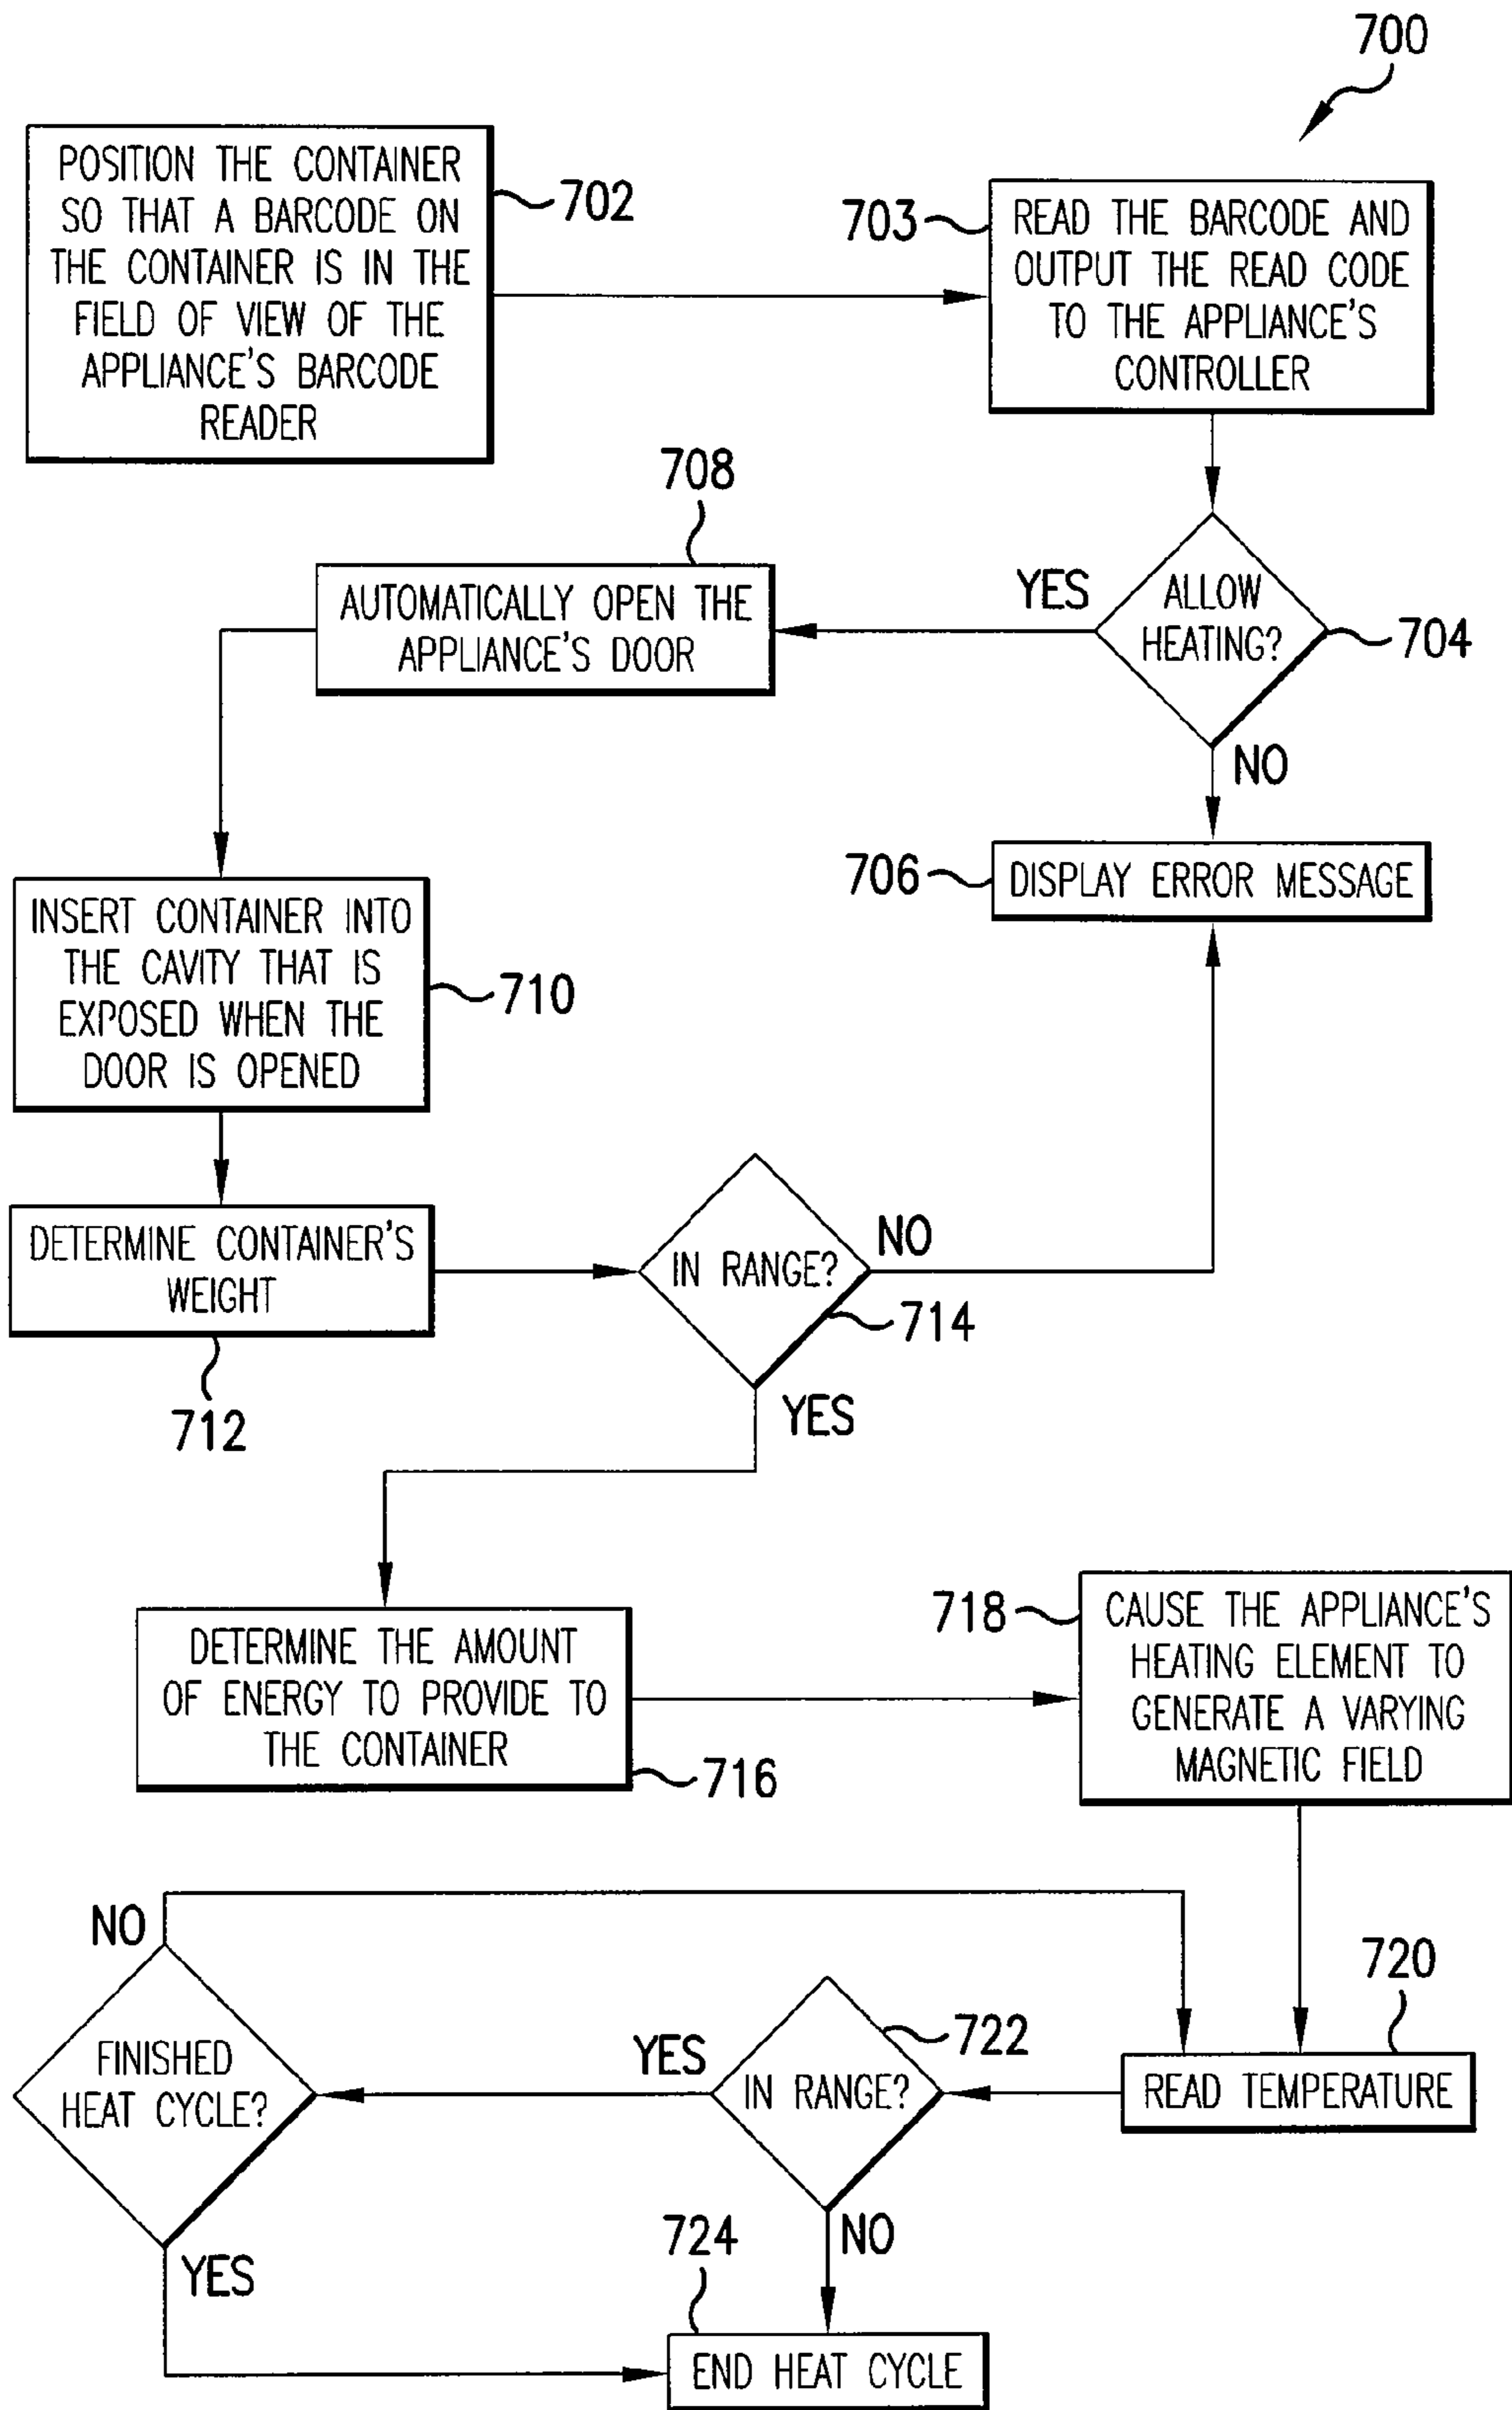 700
POSITION THE CONTAINER
SO THAT A BARCODE ON
THE CONTAINER IS IN THE
FIELD OF VIEW OF THE
APPLIANCE'S BARCODE
READER
702
703
READ THE BARCODE AND
OUTPUT THE READ CODE
TO THE APPLIANCE'S
CONTROLLER
708
AUTOMATICALLY OPEN THE
APPLIANCE'S DOOR
YES
ALLOW
HEATING?
704
NO
706
DISPLAY ERROR MESSAGE
INSERT CONTAINER INTO
THE CAVITY THAT IS
EXPOSED WHEN THE
DOOR IS OPENED
710
DETERMINE CONTAINER'S
WEIGHT
712
IN RANGE?
NO
714
YES
DETERMINE THE AMOUNT
OF ENERGY TO PROVIDE TO
THE CONTAINER
716
718
CAUSE THE APPLIANCE'S
HEATING ELEMENT TO
GENERATE A VARYING
MAGNETIC FIELD
720
READ TEMPERATURE
722
IN RANGE?
YES
NO
NO
FINISHED
HEAT CYCLE?
YES
724
END HEAT CYCLE